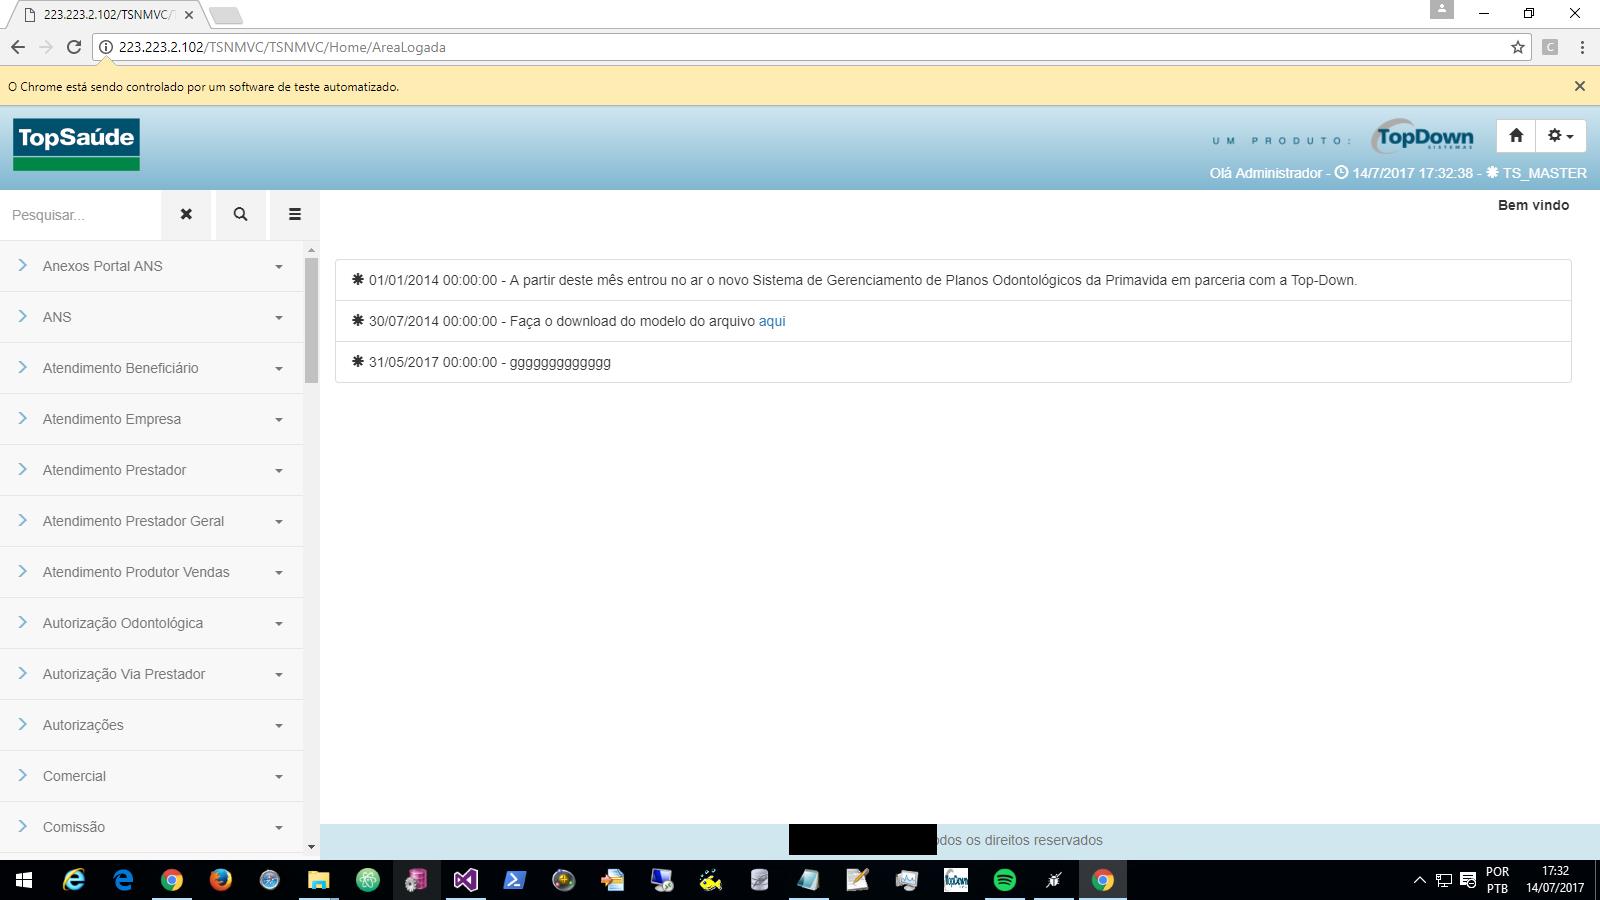 223.223.2.102/TSNMVC/T
223.223.2.102/TSNMVC/TSNMVC/Home/AreaLogada
C
O Chrome está sendo controlado por um software de teste automatizado.
TopSaúde
UM PRODUTO:
TopDown
SISTEMAS
Olá Administrador - 14/7/2017 17:32:38 - TS_MASTER
Pesquisar...
Bem vindo
Anexos Portal ANS
ANS
Atendimento Beneficiário
Atendimento Empresa
Atendimento Prestador
Atendimento Prestador Geral
Atendimento Produtor Vendas
Autorização Odontológica
Autorização Via Prestador
Autorizações
Comercial
Comissão
01/01/2014 00:00:00 - A partir deste mês entrou no ar o novo Sistema de Gerenciamento de Planos Odontológicos da Primavida em parceria com a Top-Down.
30/07/2014 00:00:00 - Faça o download do modelo do arquivo aqui
31/05/2017 00:00:00 - ggggggggggggg
odos os direitos reservados
TopDown
POR
PTB
17:32
14/07/2017